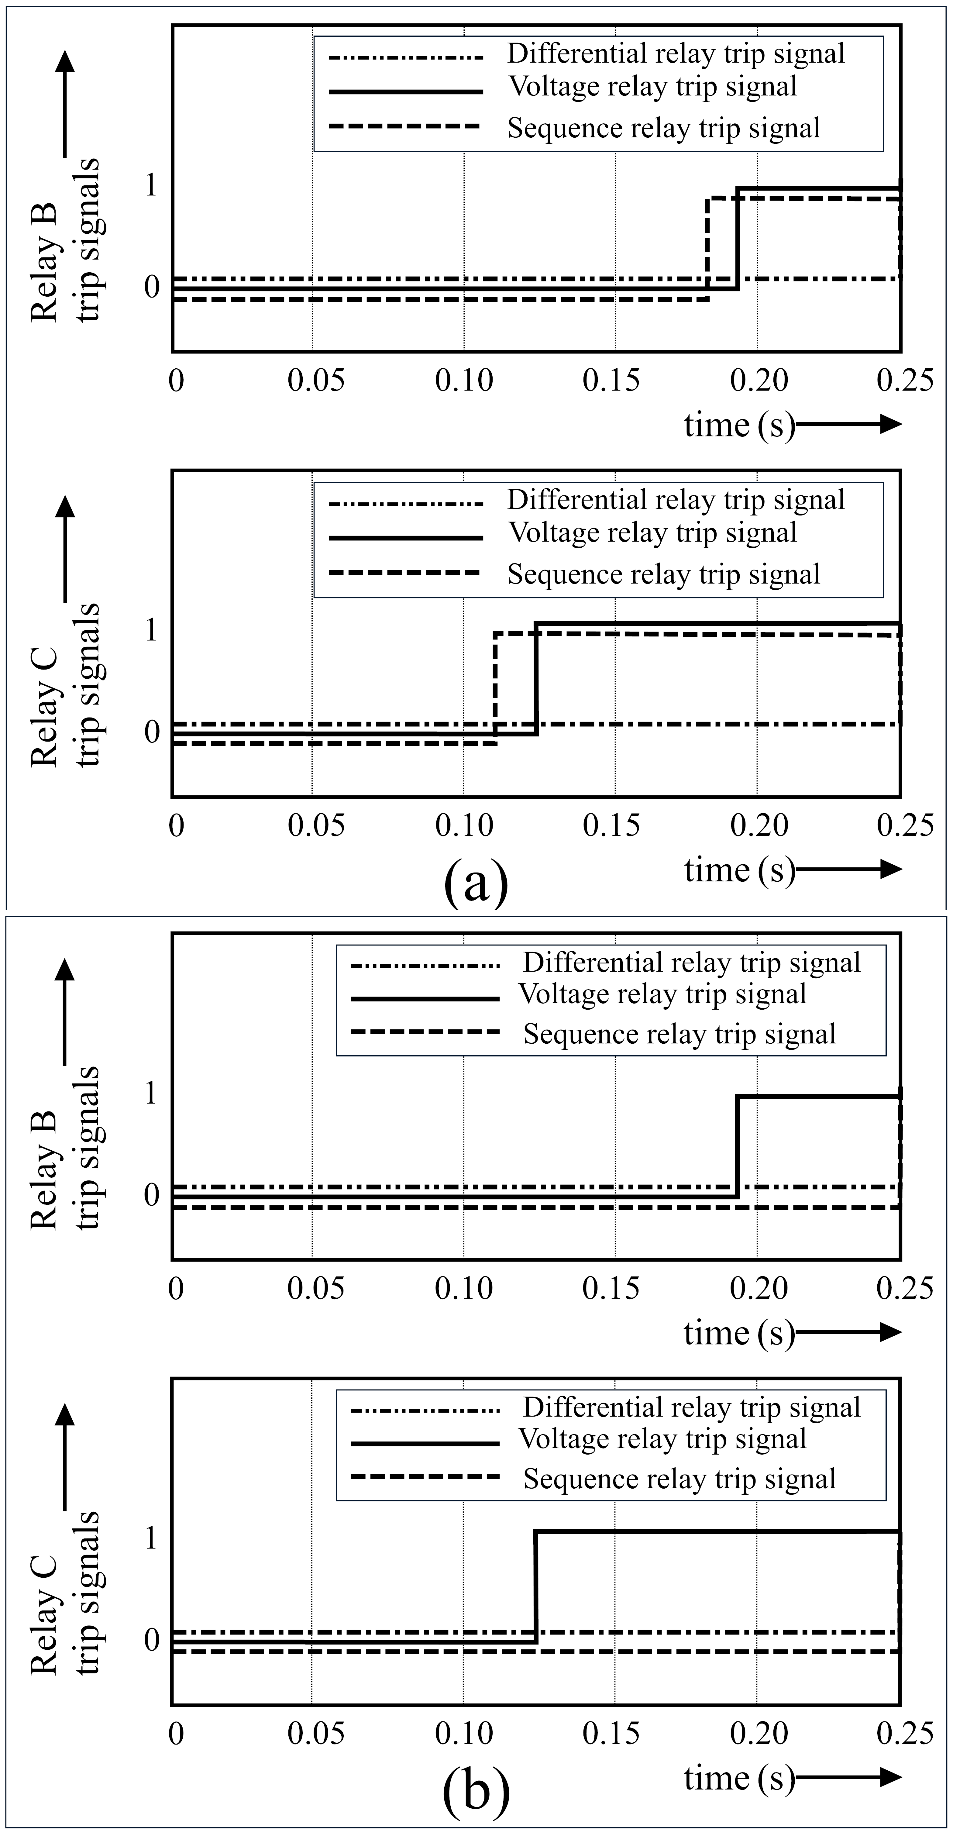 Differential relay trip signal
Voltage relay trip signal
Sequence relay trip signal
Relay B
trip signals
1
0
0 0.05 0.10 0.15 0.20 0.25
time (s)
Differential relay trip signal
Voltage relay trip signal
Sequence relay trip signal
Relay C
trip signals
1
0
0 0.05 0.10 0.15 0.20 0.25
time (s)
(a)
Differential relay trip signal
Voltage relay trip signal
Sequence relay trip signal
Relay B
trip signals
1
0
0 0.05 0.10 0.15 0.20 0.25
time (s)
Differential relay trip signal
Voltage relay trip signal
Sequence relay trip signal
Relay C
trip signals
1
0
0 0.05 0.10 0.15 0.20 0.25
time (s)
(b)